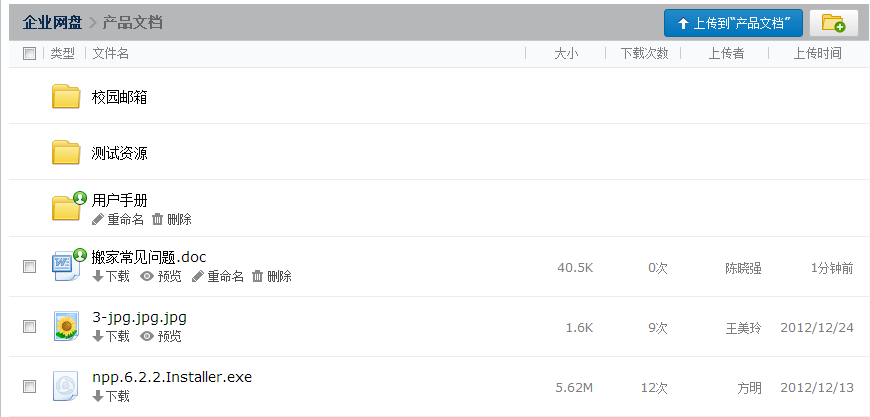 企业网盘 产品文档 上传到“产品文档”
类型 文件名 大小 下载次数 上传者 上传时间
校园邮箱
测试资源
用户手册
重命名 删除
搬家常见问题.doc
下载 预览 重命名 删除
40.5K 0次 陈晓强 1分钟前
3-jpg.jpg.jpg
下载 预览
1.6K 9次 王美玲 2012/12/24
npp.6.2.2.Installer.exe
下载
5.62M 12次 方明 2012/12/13